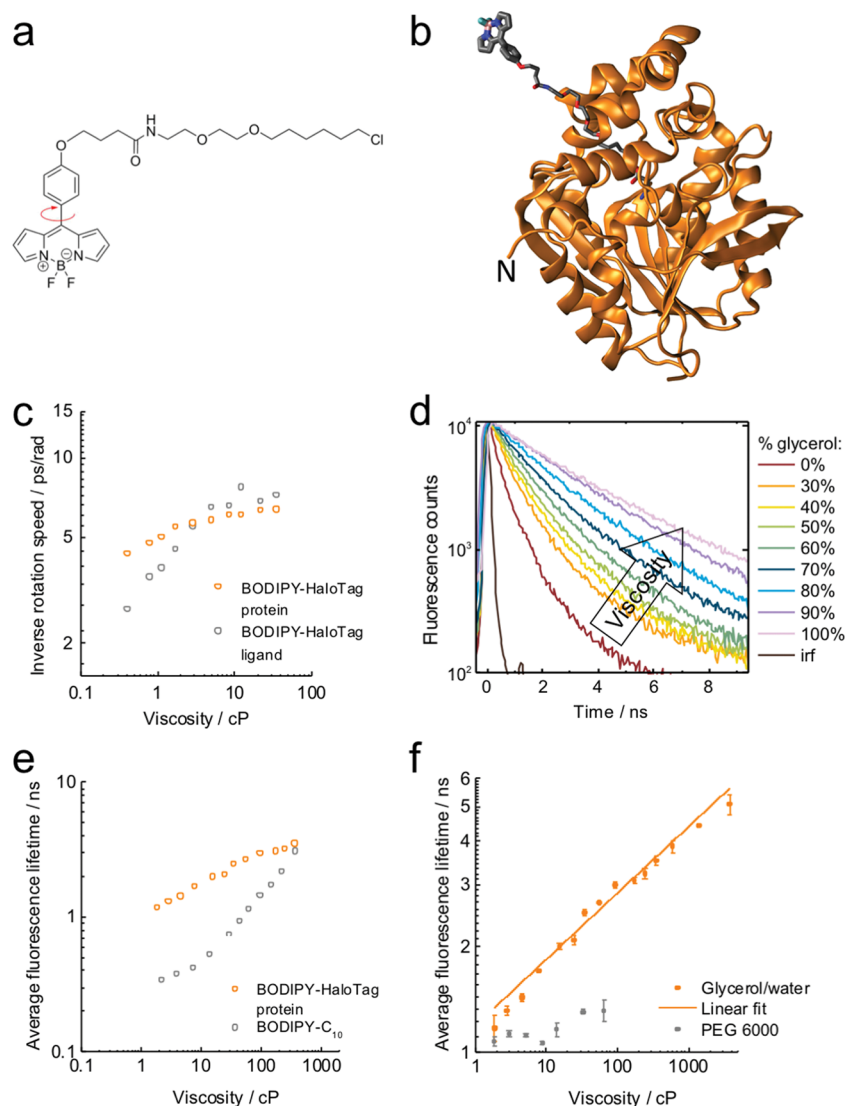 a
O
H
N
O
O
O
Cl
N
B
N
⊕
⊖
F
F
b
N
c
Inverse rotation speed / ps/rad
15
10
5
2
BODIPY-HaloTag
protein
BODIPY-HaloTag
ligand
0.1
1
10
100
Viscosity / cP
d
Fluorescence counts
10⁴
10³
10²
Viscosity
0
2
4
6
8
Time / ns
% glycerol:
0%
30%
40%
50%
60%
70%
80%
90%
100%
irf
e
Average fluorescence lifetime / ns
10
1
0.1
BODIPY-HaloTag
protein
BODIPY-C₁₀
0.1
1
10
100
1000
Viscosity / cP
f
Average fluorescence lifetime / ns
6
5
4
3
2
1
Glycerol/water
Linear fit
PEG 6000
1
10
100
1000
Viscosity / cP